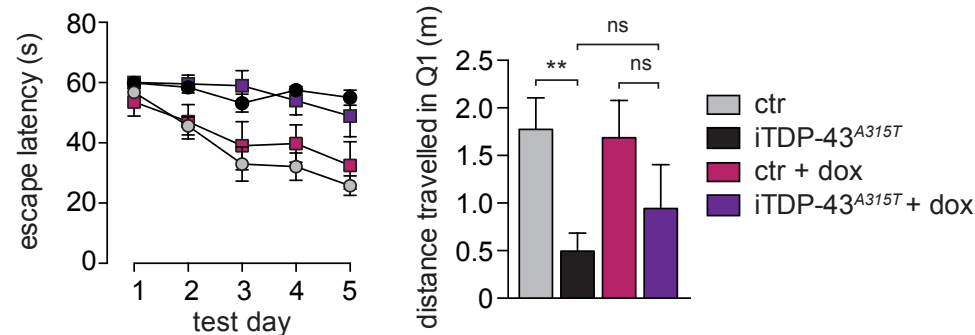 escape latency (s)
80
60
40
20
0
1 2 3 4 5
test day
distance travelled in Q1 (m)
2.5
2.0
1.5
1.0
0.5
0
ns
** ns
ctr
iTDP-43A315T
ctr + dox
iTDP-43A315T + dox